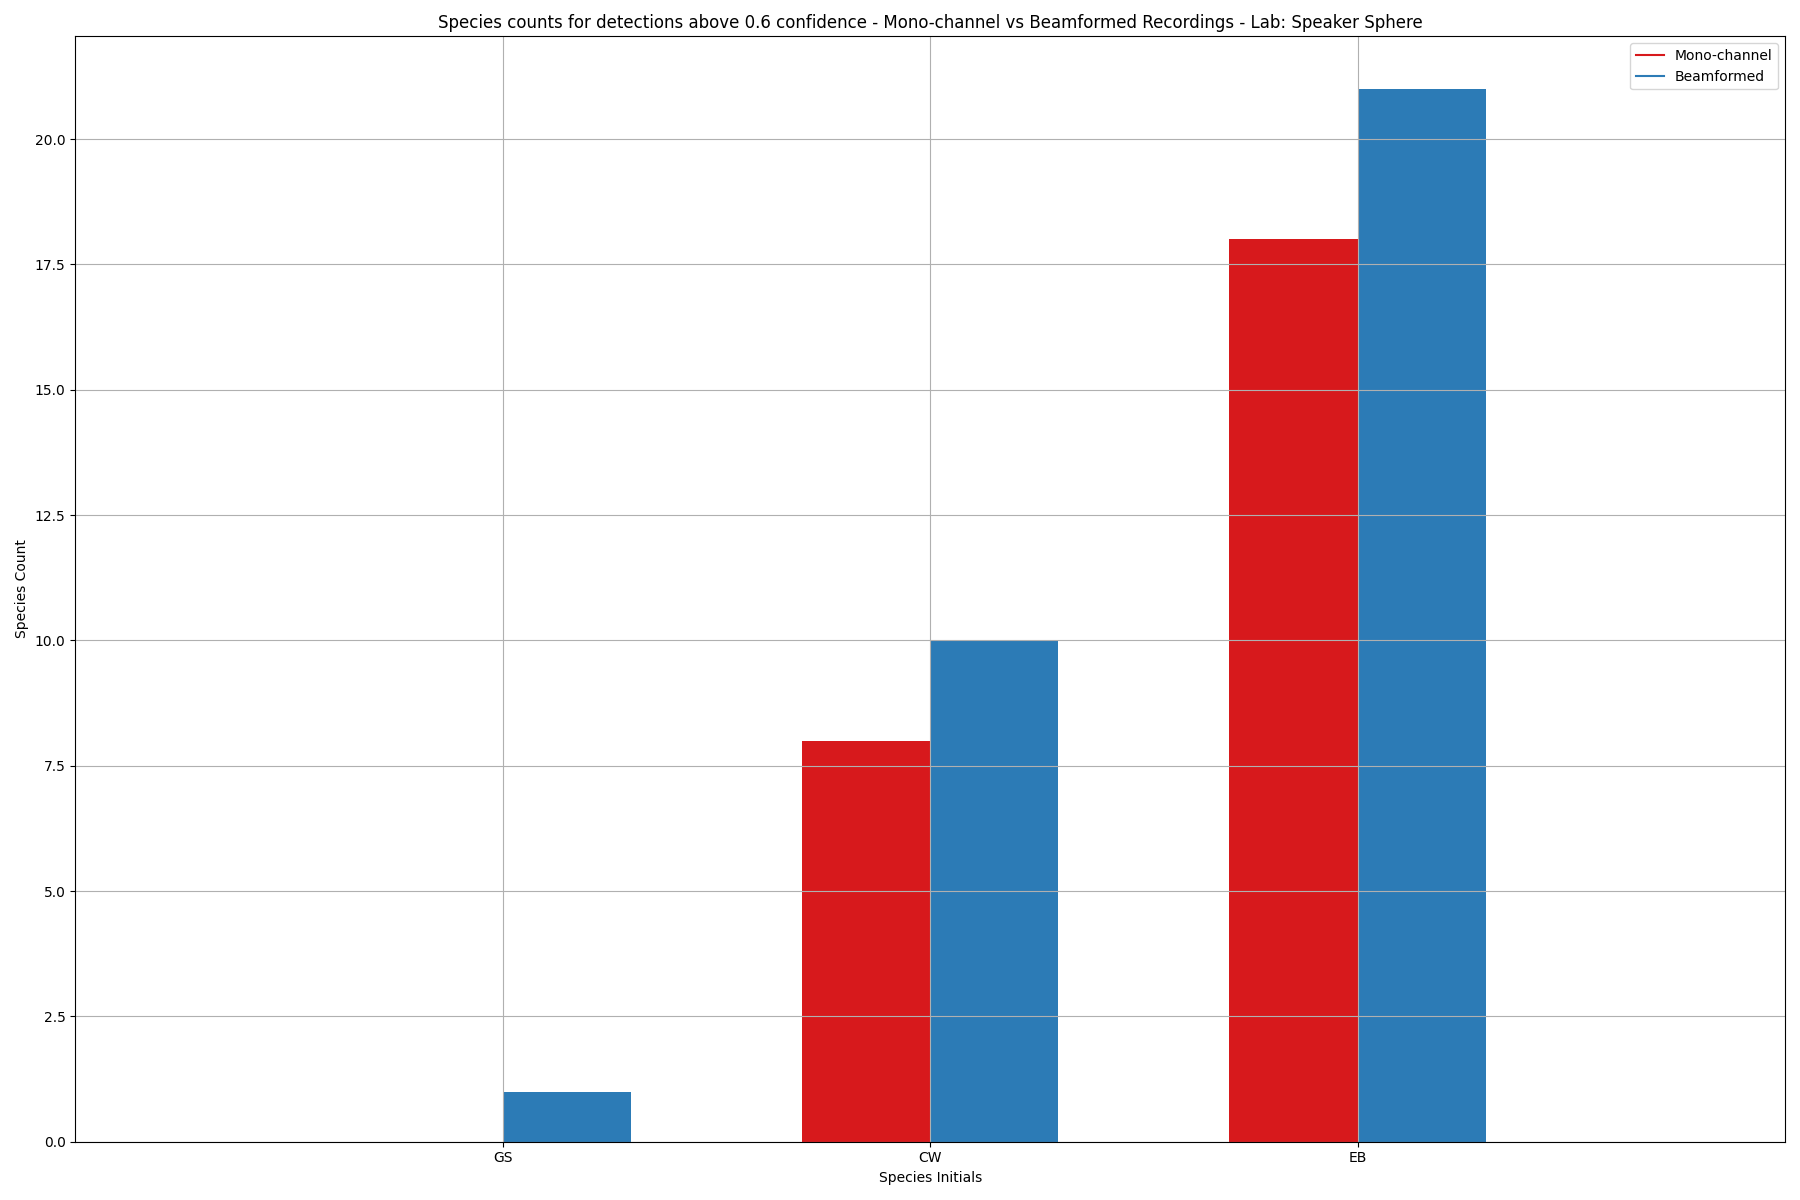 Species counts for detections above 0.6 confidence - Mono-channel vs Beamformed Recordings - Lab: Speaker Sphere
Mono-channel
Beamformed
20.0
17.5
15.0
12.5
10.0
7.5
5.0
2.5
0.0
Species Count
GS CW EB
Species Initials